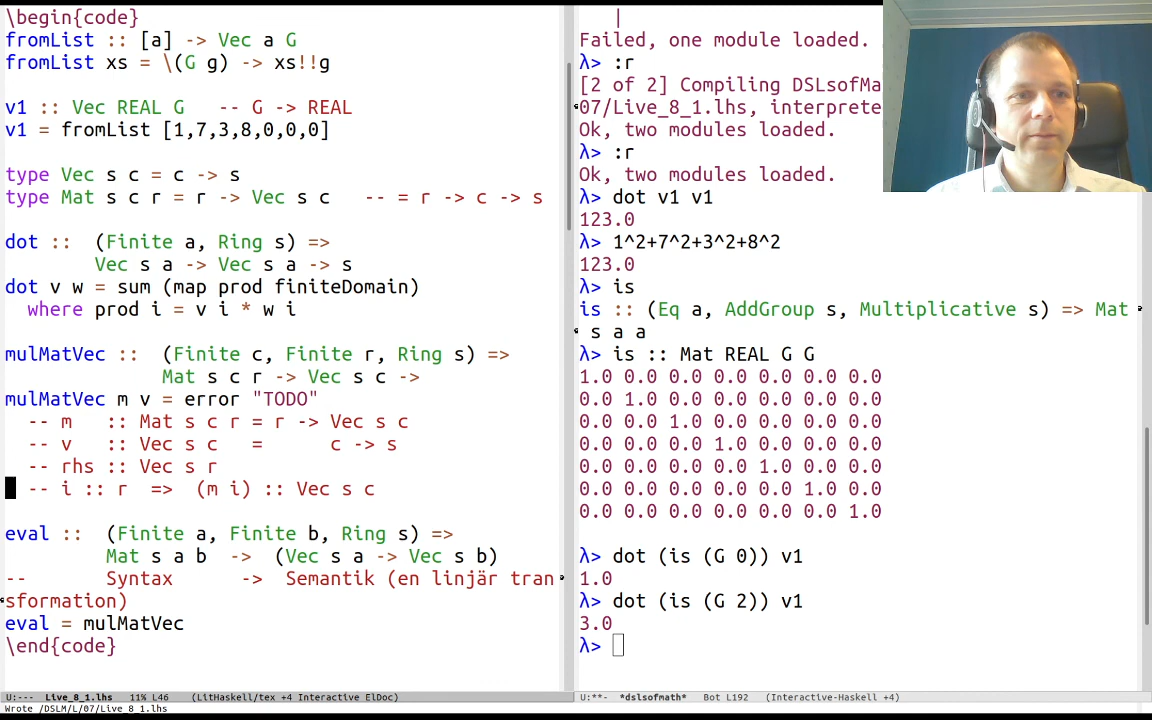 \begin{code}
fromList :: [a] -> Vec a G
fromList xs = \(G g) -> xs!!g
v1 :: Vec REAL G   -- G -> REAL
v1 = fromList [1,7,3,8,0,0,0]
type Vec s c = c -> s
type Mat s c r = r -> Vec s c   -- = r -> c -> s
dot ::  (Finite a, Ring s) =>
        Vec s a -> Vec s a -> s
dot v w = sum (map prod finiteDomain)
  where prod i = v i * w i
mulMatVec ::  (Finite c, Finite r, Ring s) =>
              Mat s c r -> Vec s c ->
mulMatVec m v = error "TODO"
  -- m   :: Mat s c r = r -> Vec s c
  -- v   :: Vec s c   =      c -> s
  -- rhs :: Vec s r
  -- i :: r  =>  (m i) :: Vec s c
eval ::  (Finite a, Finite b, Ring s) =>
         Mat s a b  ->  (Vec s a -> Vec s b)
--       Syntax      ->  Semantik (en linjär tran
sformation)
eval = mulMatVec
\end{code}
U:---  Live_8_1.lhs   11% L46   (LitHaskell/tex +4 Interactive ElDoc)
Wrote /DSLM/L/07/Live_8_1.lhs
   |
Failed, one module loaded.
λ> :r
[2 of 2] Compiling DSLsofMa
07/Live_8_1.lhs, interprete
Ok, two modules loaded.
λ> :r
Ok, two modules loaded.
λ> dot v1 v1
123.0
λ> 1^2+7^2+3^2+8^2
123.0
λ> is
is :: (Eq a, AddGroup s, Multiplicative s) => Mat
 s a a
λ> is :: Mat REAL G G
1.0 0.0 0.0 0.0 0.0 0.0 0.0
0.0 1.0 0.0 0.0 0.0 0.0 0.0
0.0 0.0 1.0 0.0 0.0 0.0 0.0
0.0 0.0 0.0 1.0 0.0 0.0 0.0
0.0 0.0 0.0 0.0 1.0 0.0 0.0
0.0 0.0 0.0 0.0 0.0 1.0 0.0
0.0 0.0 0.0 0.0 0.0 0.0 1.0
λ> dot (is (G 0)) v1
1.0
λ> dot (is (G 2)) v1
3.0
λ>
U:**-  *dslsofmath*   Bot L192   (Interactive-Haskell +4)